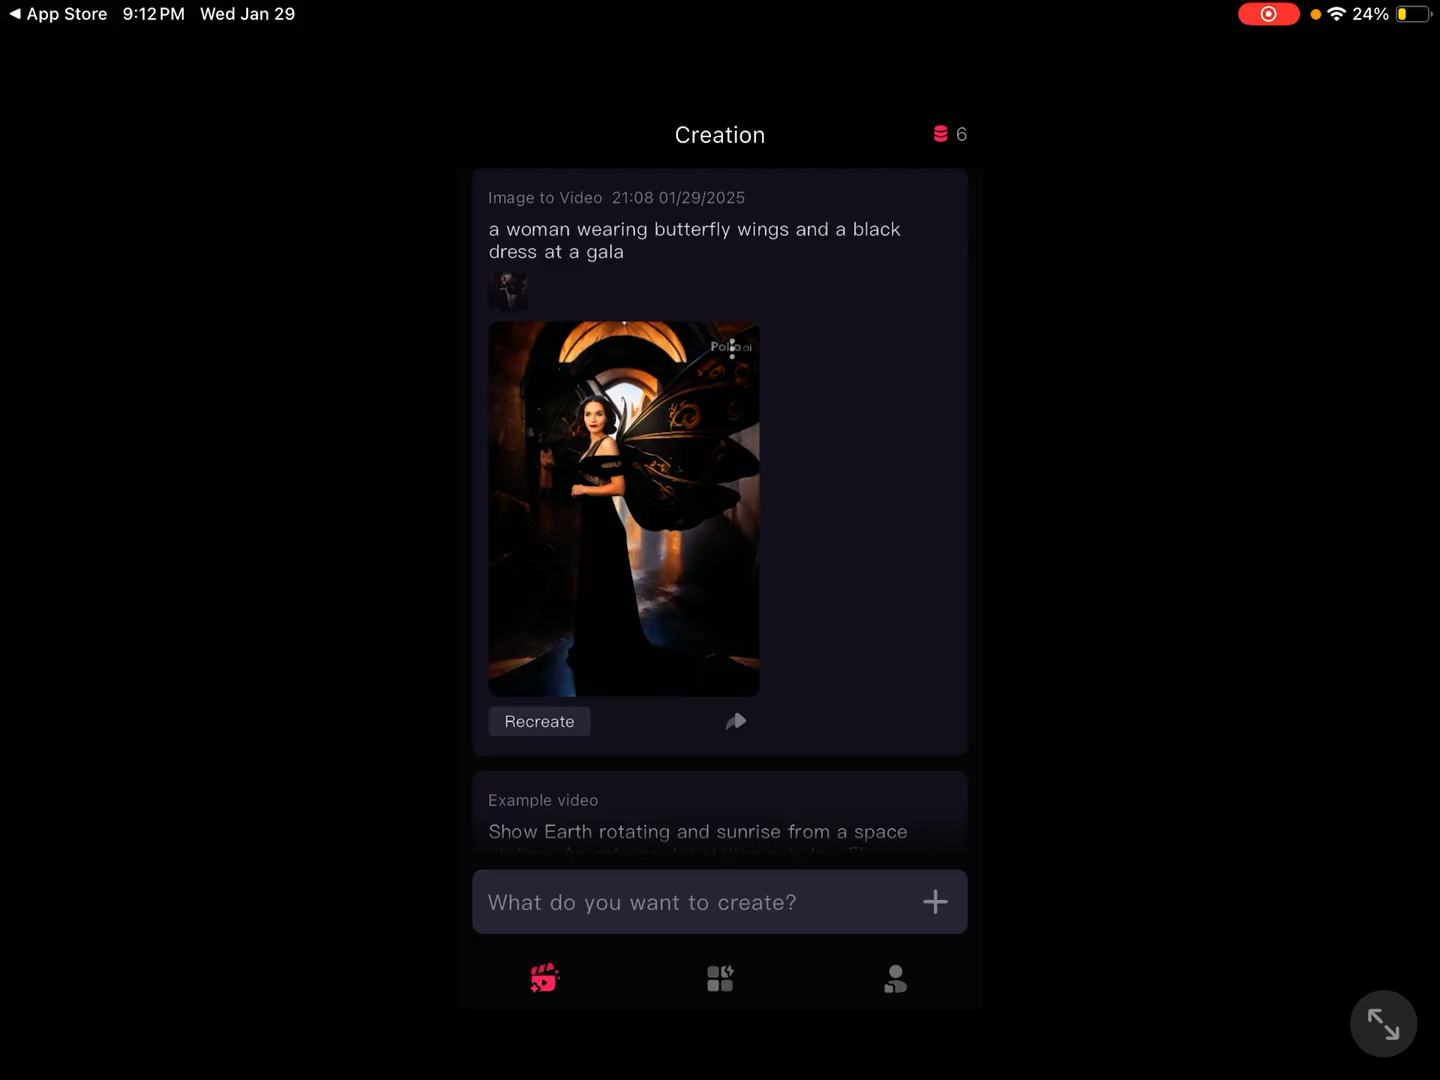 App Store 9:12 PM Wed Jan 29
24%
Creation
6
Image to Video 21:08 01/29/2025
a woman wearing butterfly wings and a black
dress at a gala
Recreate
Example video
Show Earth rotating and sunrise from a space
What do you want to create?